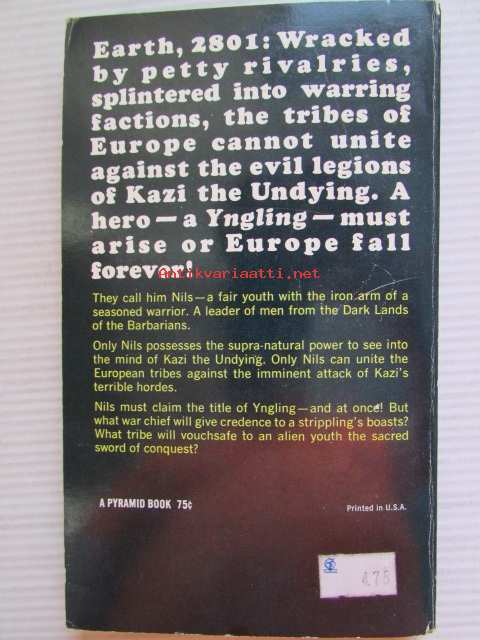 Earth, 2801: Wracked
by petty rivalries,
splintered into warring
factions, the tribes of
Europe cannot unite
against the evil legions
of Kazi the Undying. A
hero—a Yngling—must
arise or Europe fall
forever!
Antikvariaatti.net
They call him Nils—a fair youth with the iron arm of a
seasoned warrior. A leader of men from the Dark Lands
of the Barbarians.
Only Nils possesses the supra-natural power to see into
the mind of Kazi the Undying. Only Nils can unite the
European tribes against the imminent attack of Kazi's
terrible hordes.
Nils must claim the title of Yngling—and at once! But
what war chief will give credence to a strippling's boasts?
What tribe will vouchsafe to an alien youth the sacred
sword of conquest?
A PYRAMID BOOK 75¢
Printed in U.S.A.
4.75